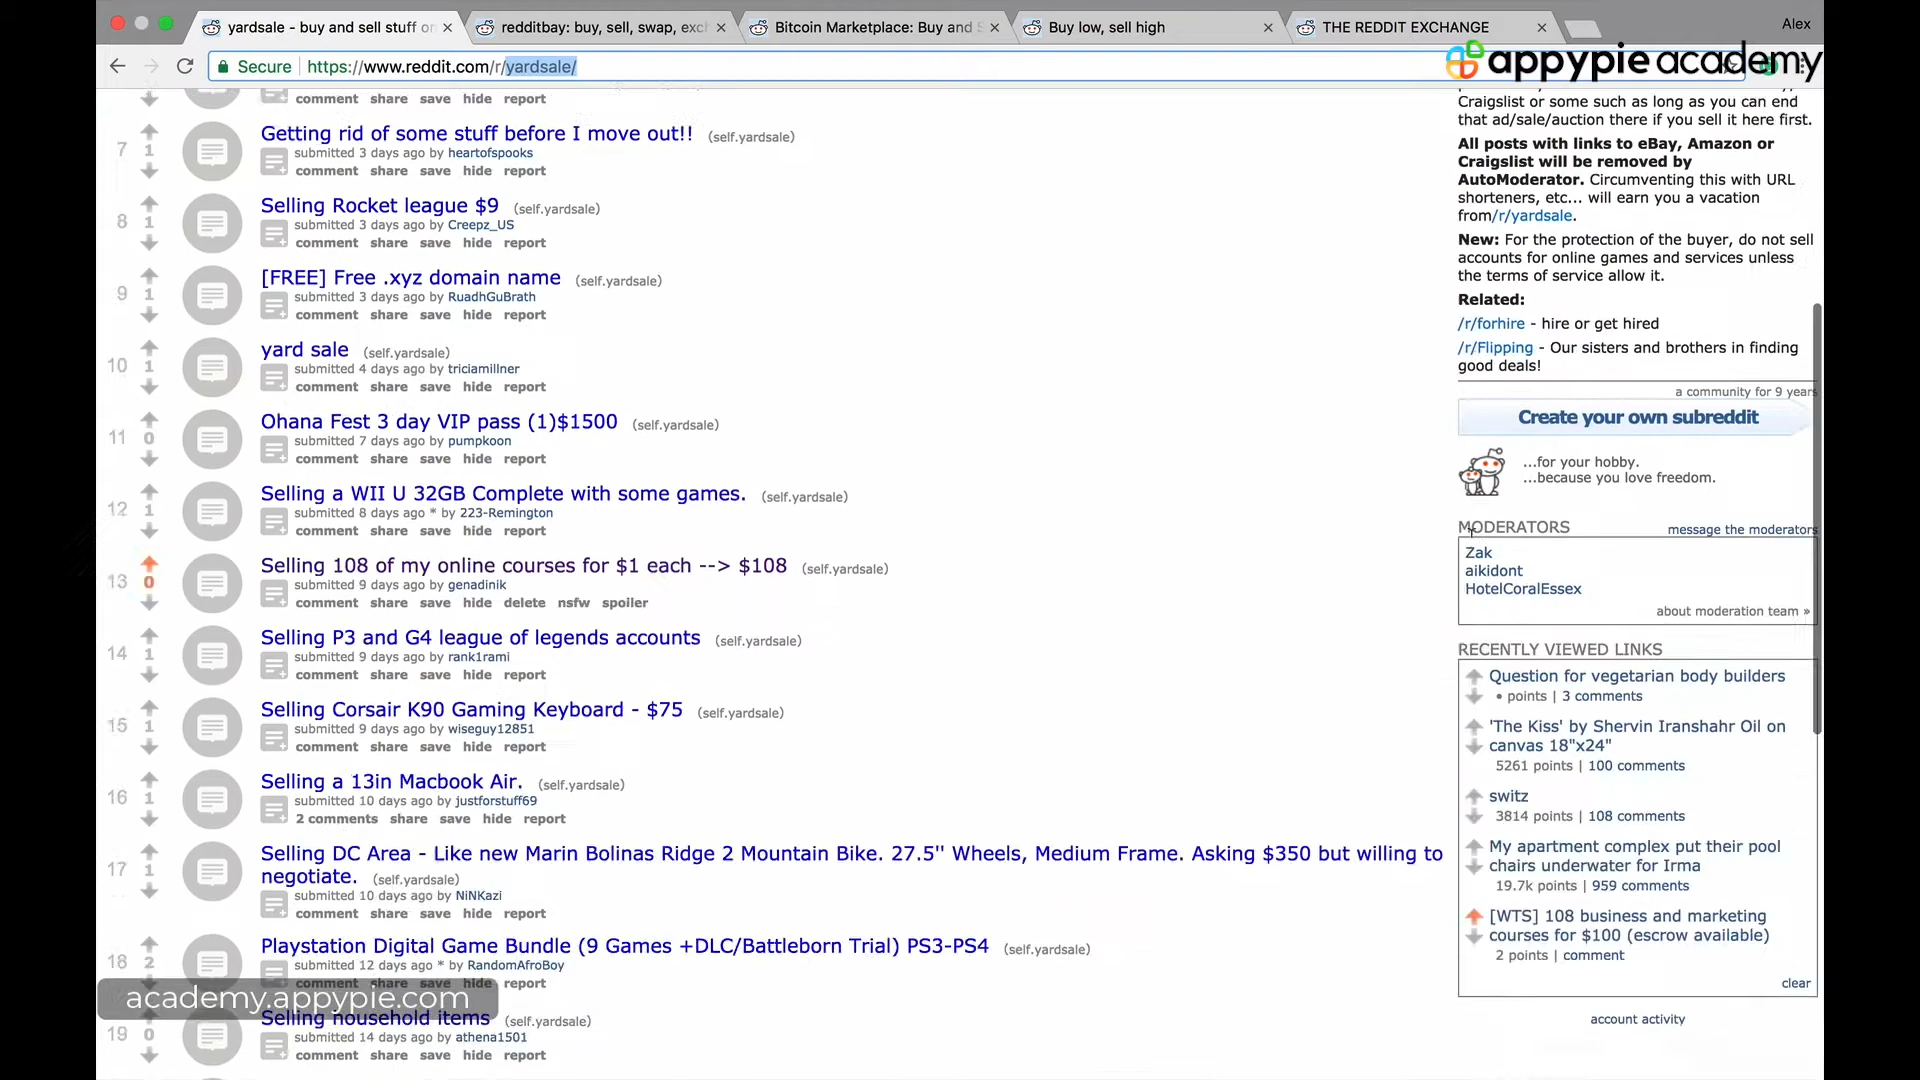 yardsale - buy and sell stuff on
redditbay: buy, sell, swap, exc
Bitcoin Marketplace: Buy and S
Buy low, sell high
THE REDDIT EXCHANGE
Alex
Secure
https://www.reddit.com/r/yardsale/
appypie academy
comment share save hide report
7
1
Getting rid of some stuff before I move out!! (self.yardsale)
submitted 3 days ago by heartofspooks
comment share save hide report
8
1
Selling Rocket league $9 (self.yardsale)
submitted 3 days ago by Creepz_US
comment share save hide report
9
1
[FREE] Free .xyz domain name (self.yardsale)
submitted 3 days ago by RuadhGuBrath
comment share save hide report
10
1
yard sale (self.yardsale)
submitted 4 days ago by triciamillner
comment share save hide report
11
0
Ohana Fest 3 day VIP pass (1)$1500 (self.yardsale)
submitted 7 days ago by pumpkoon
comment share save hide report
12
1
Selling a WII U 32GB Complete with some games. (self.yardsale)
submitted 8 days ago * by 223-Remington
comment share save hide report
13
0
Selling 108 of my online courses for $1 each --> $108 (self.yardsale)
submitted 9 days ago by genadinik
comment share save hide delete nsfw spoiler
14
1
Selling P3 and G4 league of legends accounts (self.yardsale)
submitted 9 days ago by rank1rami
comment share save hide report
15
1
Selling Corsair K90 Gaming Keyboard - $75 (self.yardsale)
submitted 9 days ago by wiseguy12851
comment share save hide report
16
1
Selling a 13in Macbook Air. (self.yardsale)
submitted 10 days ago by justforstuff69
2 comments share save hide report
17
1
Selling DC Area - Like new Marin Bolinas Ridge 2 Mountain Bike. 27.5'' Wheels, Medium Frame. Asking $350 but willing to
negotiate. (self.yardsale)
submitted 10 days ago by NiNKazi
comment share save hide report
18
2
Playstation Digital Game Bundle (9 Games +DLC/Battleborn Trial) PS3-PS4 (self.yardsale)
submitted 12 days ago * by RandomAfroBoy
comment share save hide report
academy.appypie.com
19
0
Selling household items (self.yardsale)
submitted 14 days ago by athena1501
comment share save hide report
Craigslist or some such as long as you can end
that ad/sale/auction there if you sell it here first.
All posts with links to eBay, Amazon or
Craigslist will be removed by
AutoModerator. Circumventing this with URL
shorteners, etc... will earn you a vacation
from/r/yardsale.
New: For the protection of the buyer, do not sell
accounts for online games and services unless
the terms of service allow it.
Related:
/r/forhire - hire or get hired
/r/Flipping - Our sisters and brothers in finding
good deals!
a community for 9 years
Create your own subreddit
...for your hobby.
...because you love freedom.
MODERATORS
message the moderators
Zak
aikidont
HotelCoralEssex
about moderation team »
RECENTLY VIEWED LINKS
Question for vegetarian body builders
• points | 3 comments
'The Kiss' by Shervin Iranshahr Oil on
canvas 18"x24"
5261 points | 100 comments
switz
3814 points | 108 comments
My apartment complex put their pool
chairs underwater for Irma
19.7k points | 959 comments
[WTS] 108 business and marketing
courses for $100 (escrow available)
2 points | comment
clear
account activity